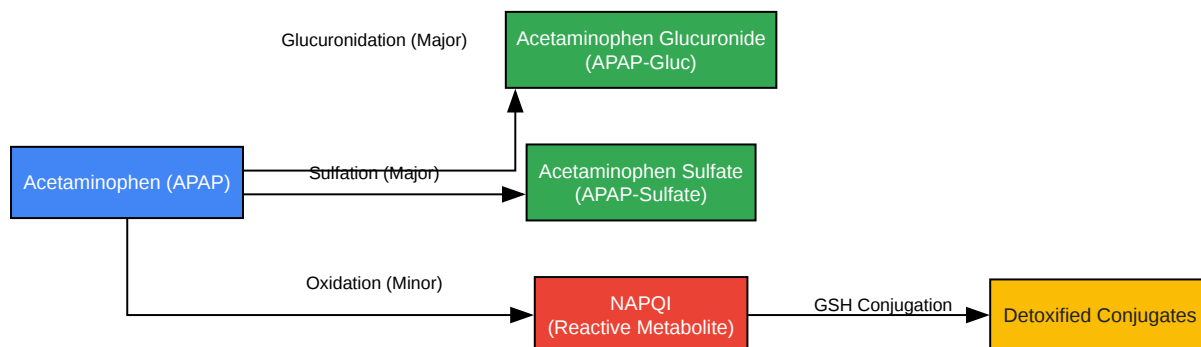 Glucuronidation (Major)
Acetaminophen Glucuronide
(APAP-Gluc)
Acetaminophen (APAP)
Sulfation (Major)
Acetaminophen Sulfate
(APAP-Sulfate)
Oxidation (Minor)
NAPQI
(Reactive Metabolite)
GSH Conjugation
Detoxified Conjugates